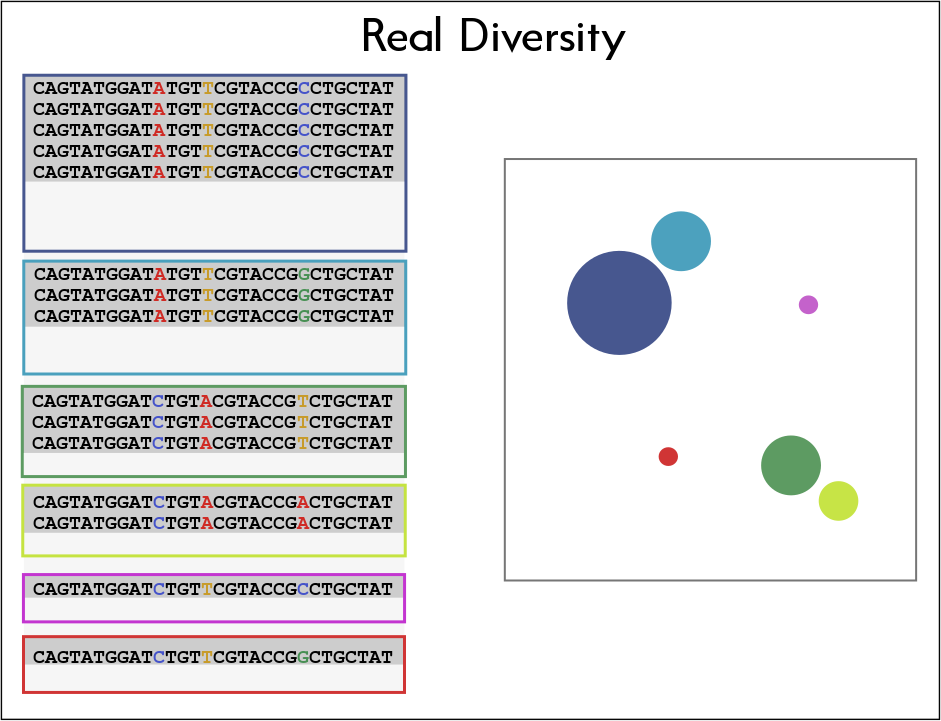 Real Diversity
CAGTATGGATATGTTCGTACCGCCTGCTAT
CAGTATGGATATGTTCGTACCGCCTGCTAT
CAGTATGGATATGTTCGTACCGCCTGCTAT
CAGTATGGATATGTTCGTACCGCCTGCTAT
CAGTATGGATATGTTCGTACCGCCTGCTAT
CAGTATGGATATGTTCGTACCGGCTGCTAT
CAGTATGGATATGTTCGTACCGGCTGCTAT
CAGTATGGATATGTTCGTACCGGCTGCTAT
CAGTATGGATCTGTACGTACCGTCTGCTAT
CAGTATGGATCTGTACGTACCGTCTGCTAT
CAGTATGGATCTGTACGTACCGTCTGCTAT
CAGTATGGATCTGTACGTACCGACTGCTAT
CAGTATGGATCTGTACGTACCGACTGCTAT
CAGTATGGATCTGTTCGTACCGCCTGCTAT
CAGTATGGATCTGTTCGTACCGGCTGCTAT